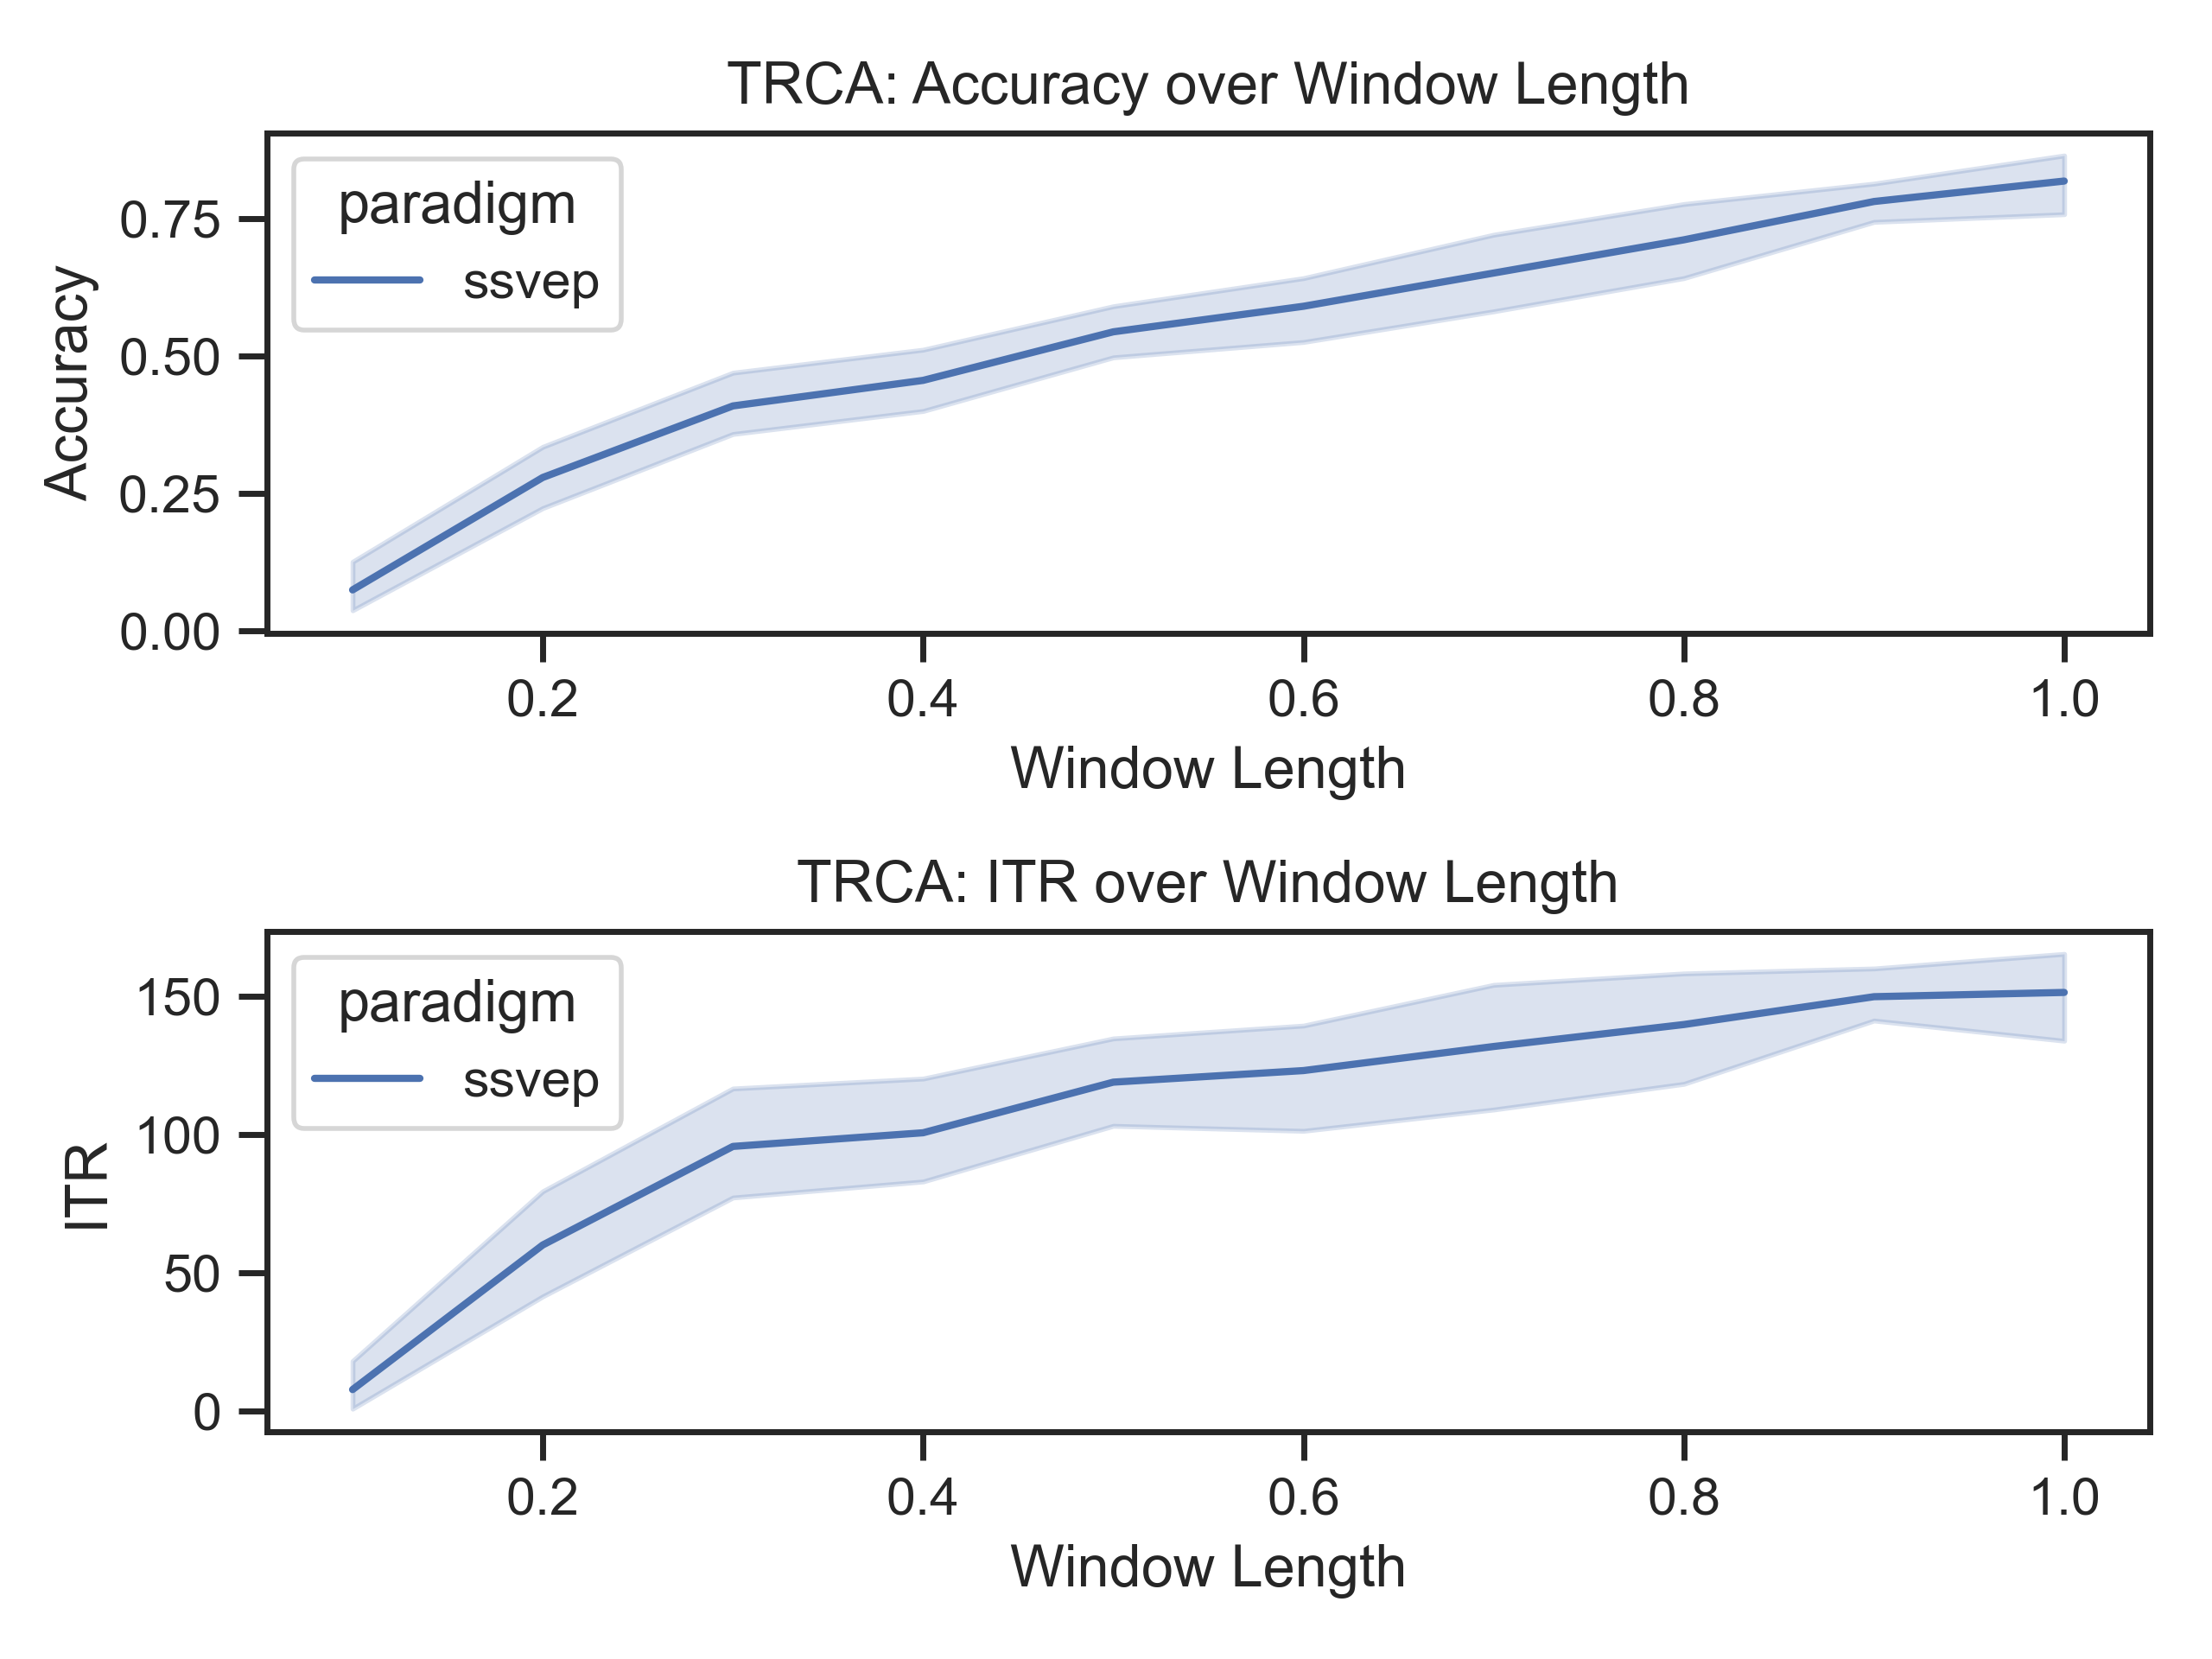 TRCA: Accuracy over Window Length
paradigm
ssvep
Accuracy
0.75
0.50
0.25
0.00
0.2 0.4 0.6 0.8 1.0
Window Length
TRCA: ITR over Window Length
paradigm
ssvep
ITR
150
100
50
0
0.2 0.4 0.6 0.8 1.0
Window Length